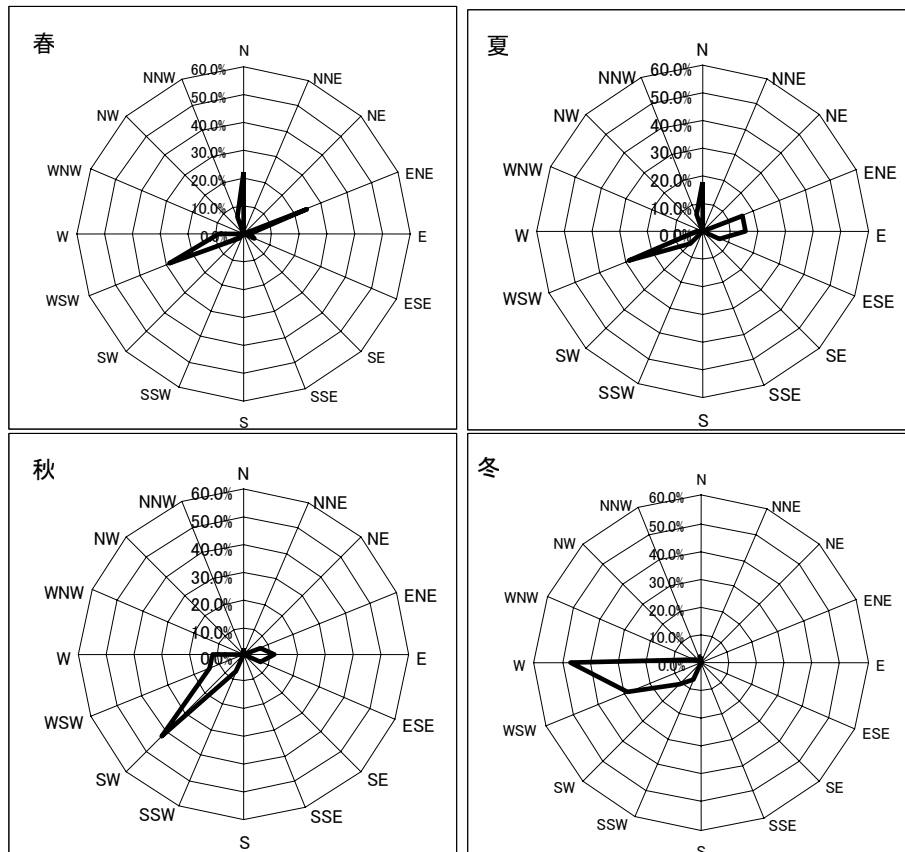 春
N
NNE
NE
ENE
E
ESE
SE
SSE
S
SSW
SW
WSW
W
WNW
NW
NNW
60.0%
50.0%
40.0%
30.0%
20.0%
10.0%
0.0%
夏
N
NNE
NE
ENE
E
ESE
SE
SSE
S
SSW
SW
WSW
W
WNW
NW
NNW
60.0%
50.0%
40.0%
30.0%
20.0%
10.0%
0.0%
秋
N
NNE
NE
ENE
E
ESE
SE
SSE
S
SSW
SW
WSW
W
WNW
NW
NNW
60.0%
50.0%
40.0%
30.0%
20.0%
10.0%
0.0%
冬
N
NNE
NE
ENE
E
ESE
SE
SSE
S
SSW
SW
WSW
W
WNW
NW
NNW
60.0%
50.0%
40.0%
30.0%
20.0%
10.0%
0.0%